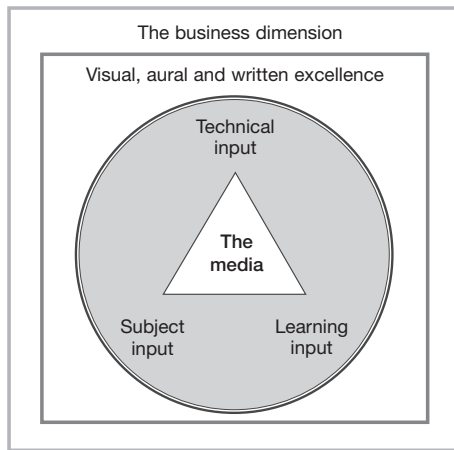 The business dimension
Visual, aural and written excellence
Technical
input
The
media
Subject
input
Learning
input